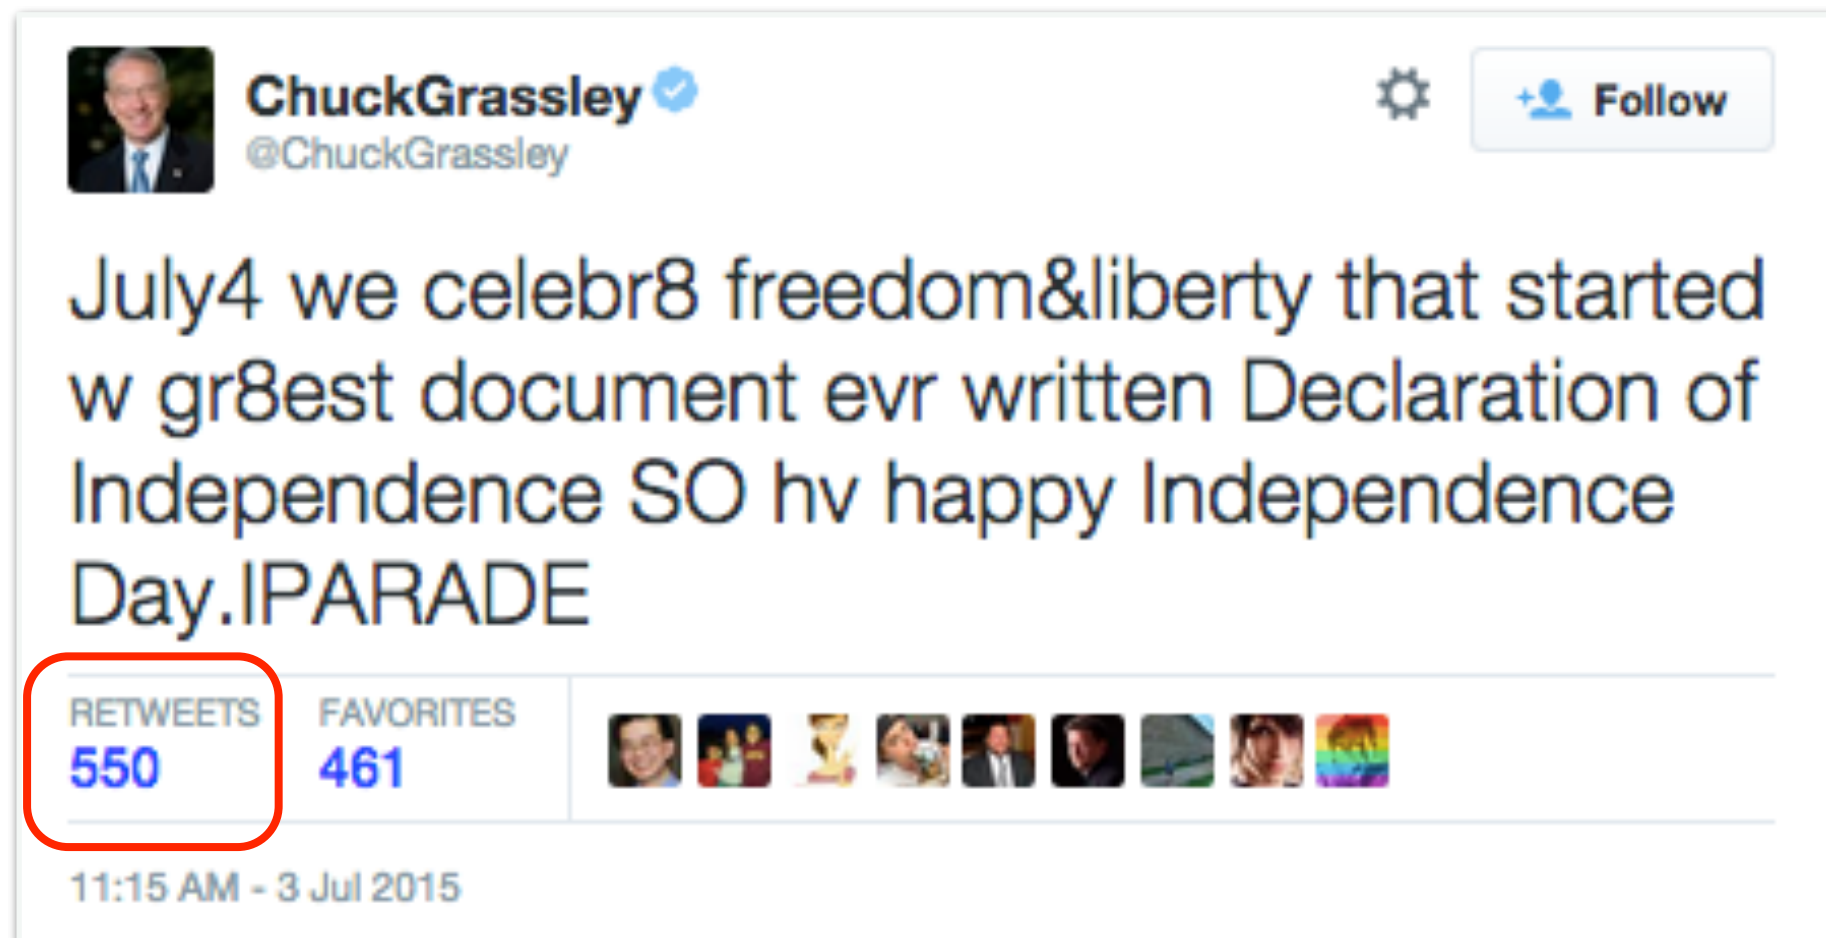 ChuckGrassley
@ChuckGrassley
Follow
July4 we celebr8 freedom&liberty that started
w gr8est document evr written Declaration of
Independence SO hv happy Independence
Day.IPARADE
RETWEETS FAVORITES
550 461
11:15 AM - 3 Jul 2015